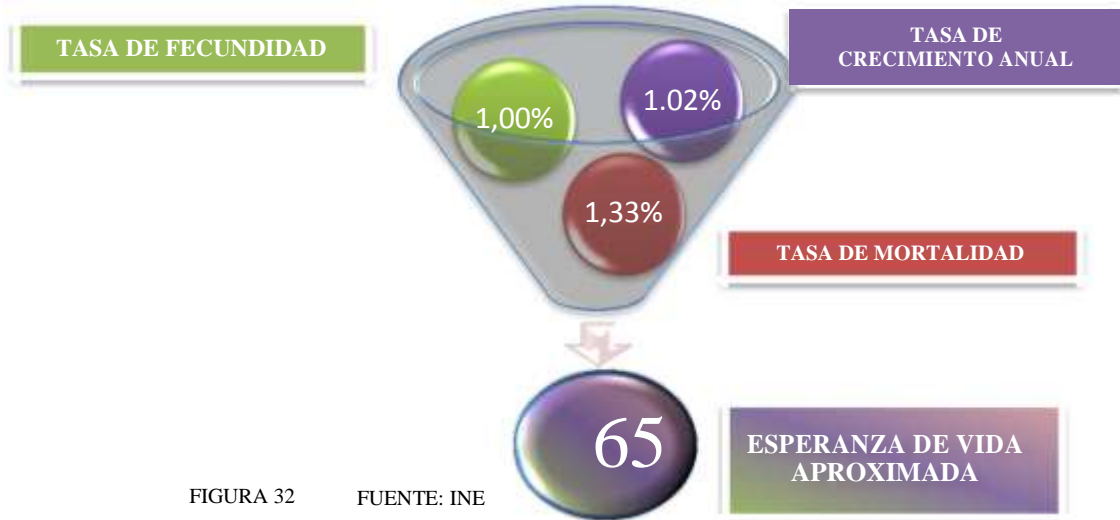 TASA DE FECUNDIDAD
TASA DE
CRECIMIENTO ANUAL
1,00%
1.02%
1,33%
TASA DE MORTALIDAD
65
ESPERANZA DE VIDA
APROXIMADA
FIGURA 32 FUENTE: INE